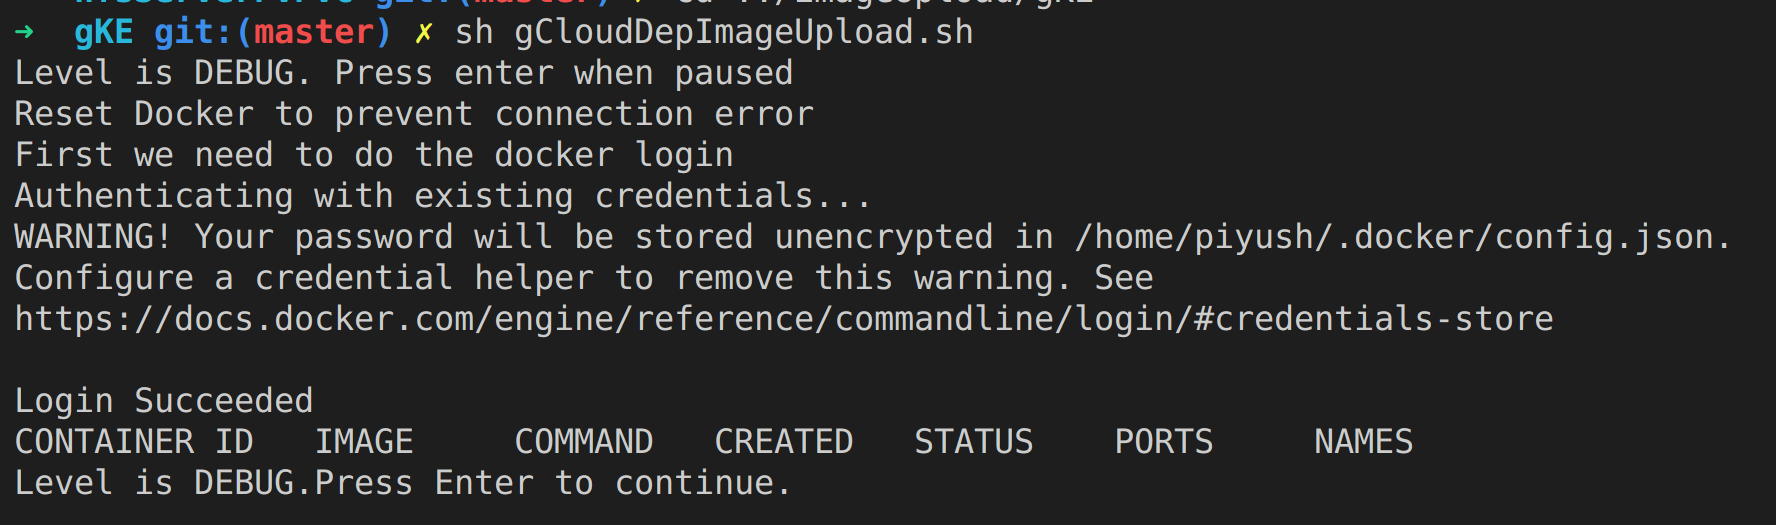 ➜  gKE git:(master) ✗ sh gCloudDepImageUpload.sh
Level is DEBUG. Press enter when paused
Reset Docker to prevent connection error
First we need to do the docker login
Authenticating with existing credentials...
WARNING! Your password will be stored unencrypted in /home/piyush/.docker/config.json.
Configure a credential helper to remove this warning. See
https://docs.docker.com/engine/reference/commandline/login/#credentials-store

Login Succeeded
CONTAINER ID   IMAGE     COMMAND   CREATED   STATUS    PORTS     NAMES
Level is DEBUG.Press Enter to continue.